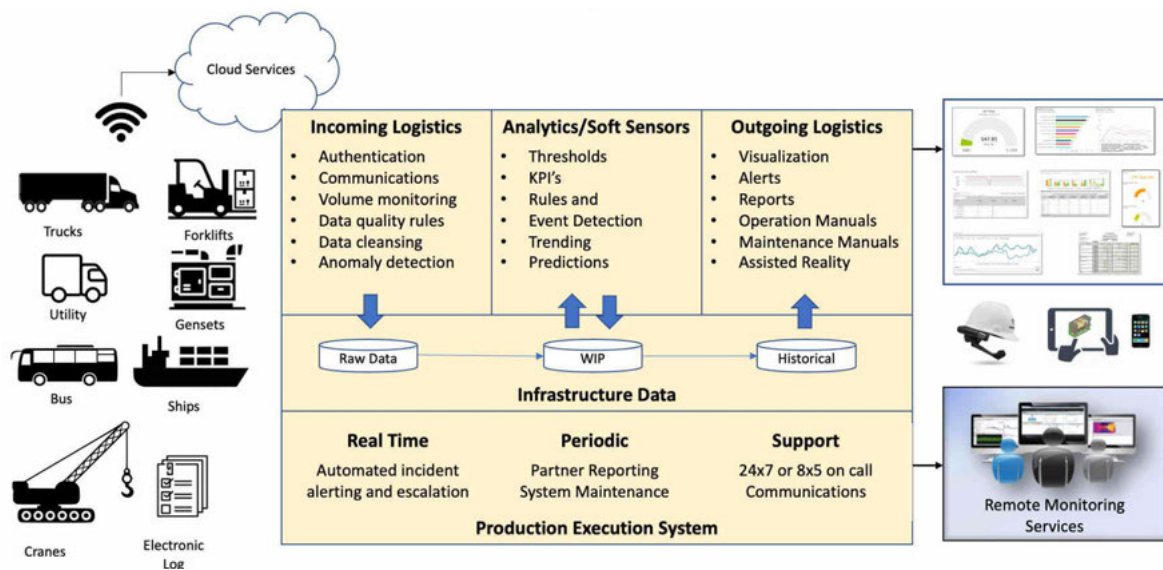 Cloud Services
Trucks
Forklifts
Utility
Gensets
Bus
Ships
Cranes
Electronic
Log
Incoming Logistics
• Authentication
• Communications
• Volume monitoring
• Data quality rules
• Data cleansing
• Anomaly detection
Analytics/Soft Sensors
• Thresholds
• KPI's
• Rules and
• Event Detection
• Trending
• Predictions
Outgoing Logistics
• Visualization
• Alerts
• Reports
• Operation Manuals
• Maintenance Manuals
• Assisted Reality
Raw Data
WIP
Historical
Infrastructure Data
Real Time
Automated incident
alerting and escalation
Periodic
Partner Reporting
System Maintenance
Support
24x7 or 8x5 on call
Communications
Production Execution System
Remote Monitoring
Services